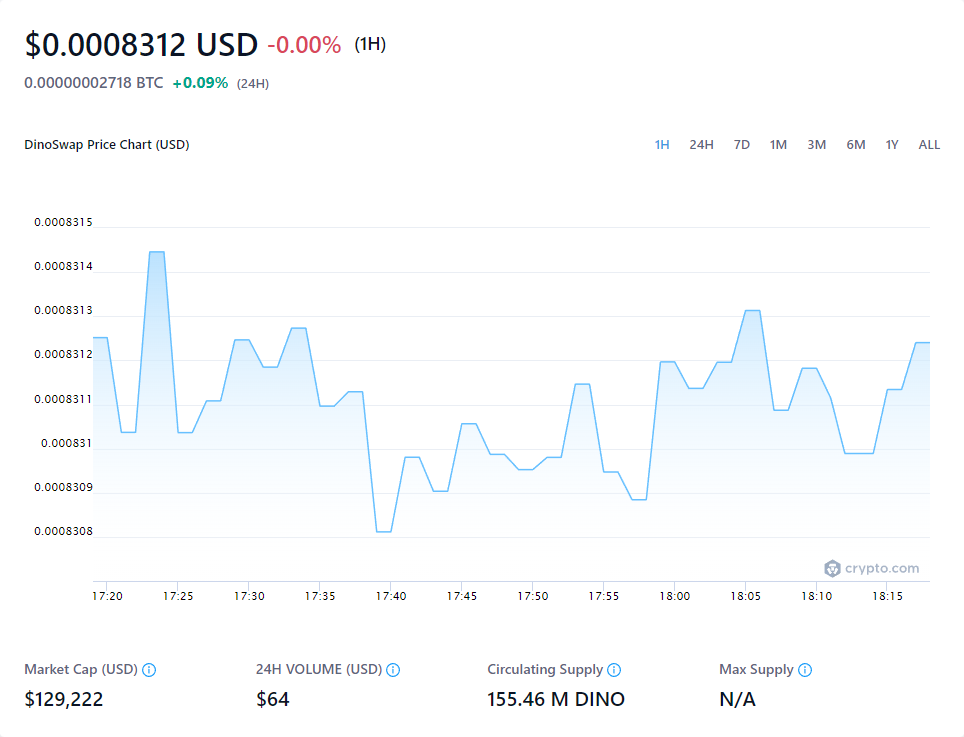 $0.0008312 USD -0.00% (1H)
0.00000002718 BTC +0.09% (24H)
DinoSwap Price Chart (USD) 1H 24H 7D 1M 3M 6M 1Y ALL
0.0008315
0.0008314
0.0008313
0.0008312
0.0008311
0.000831
0.0008309
0.0008308
crypto.com
17:20 17:25 17:30 17:35 17:40 17:45 17:50 17:55 18:00 18:05 18:10 18:15
Market Cap (USD) 24H VOLUME (USD) Circulating Supply Max Supply
$129,222 $64 155.46 M DINO N/A